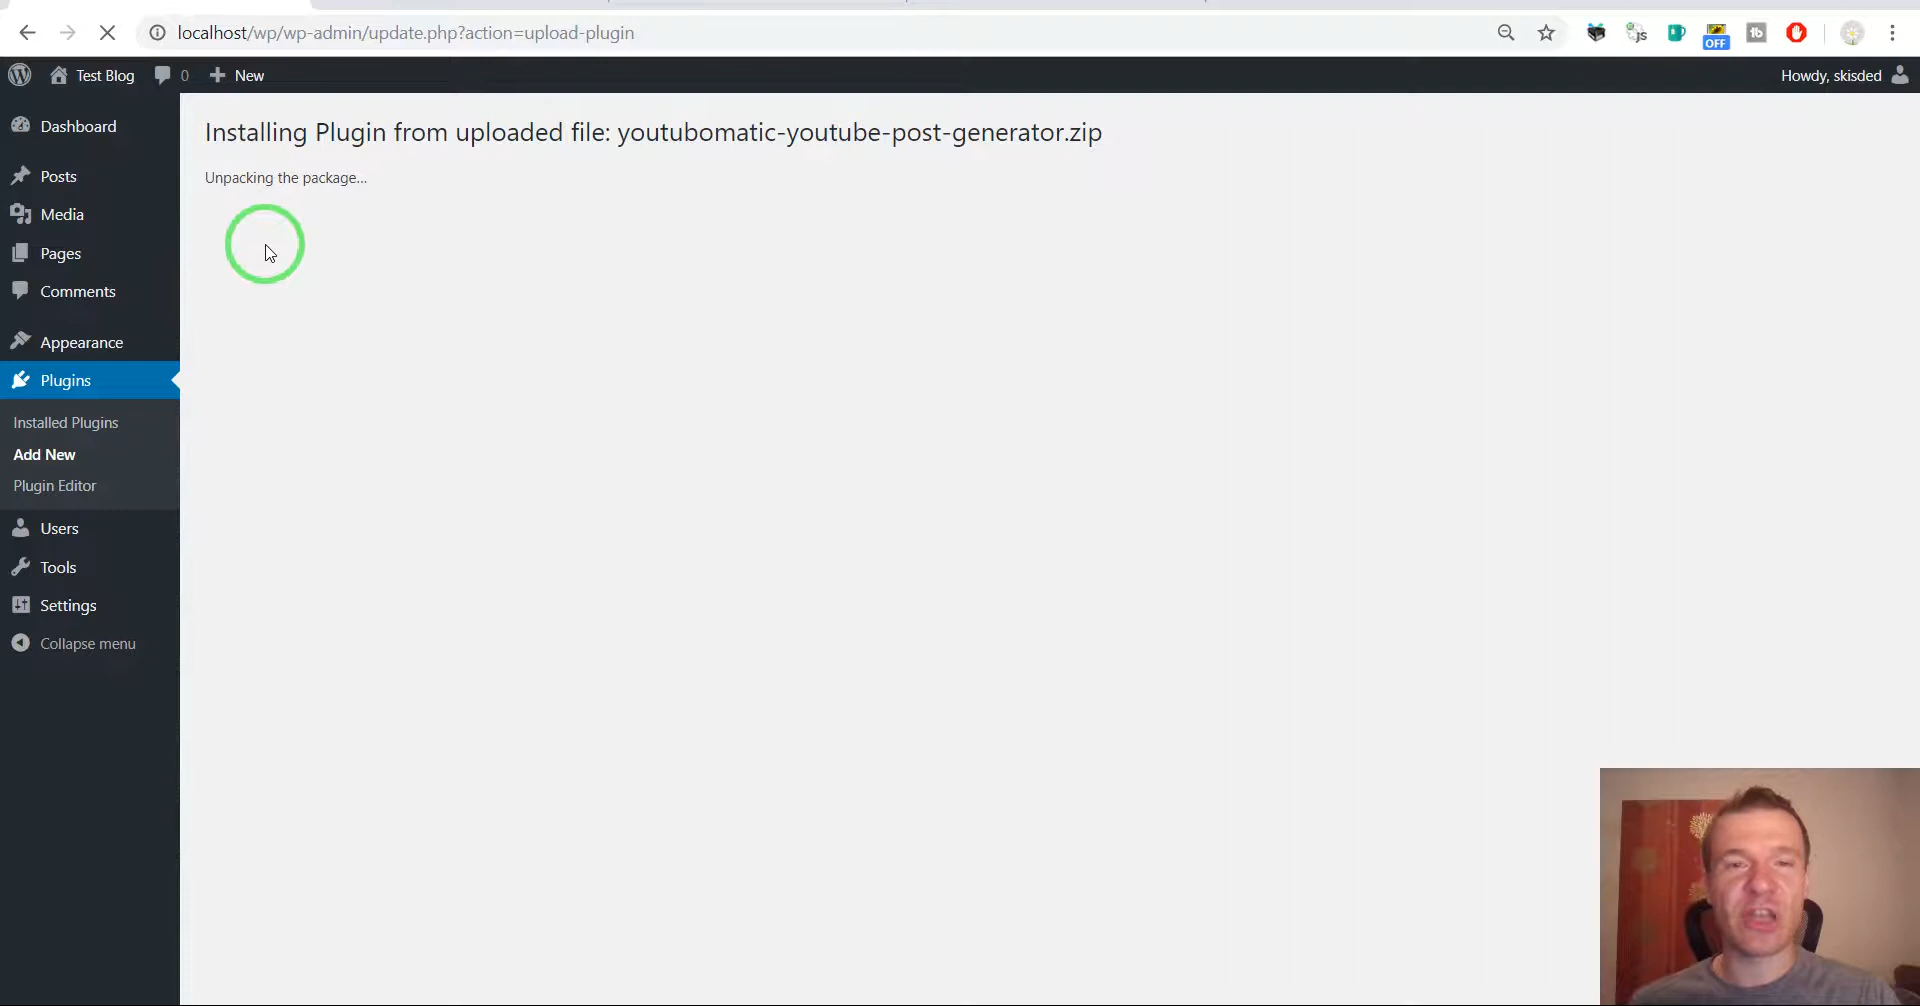 localhost/wp/wp-admin/update.php?action=upload-plugin
js
OFF
tb
Test Blog
0
New
Howdy, skisded
Dashboard
Posts
Media
Pages
Comments
Appearance
Plugins
Installed Plugins
Add New
Plugin Editor
Users
Tools
Settings
Collapse menu
Installing Plugin from uploaded file: youtubomatic-youtube-post-generator.zip
Unpacking the package...